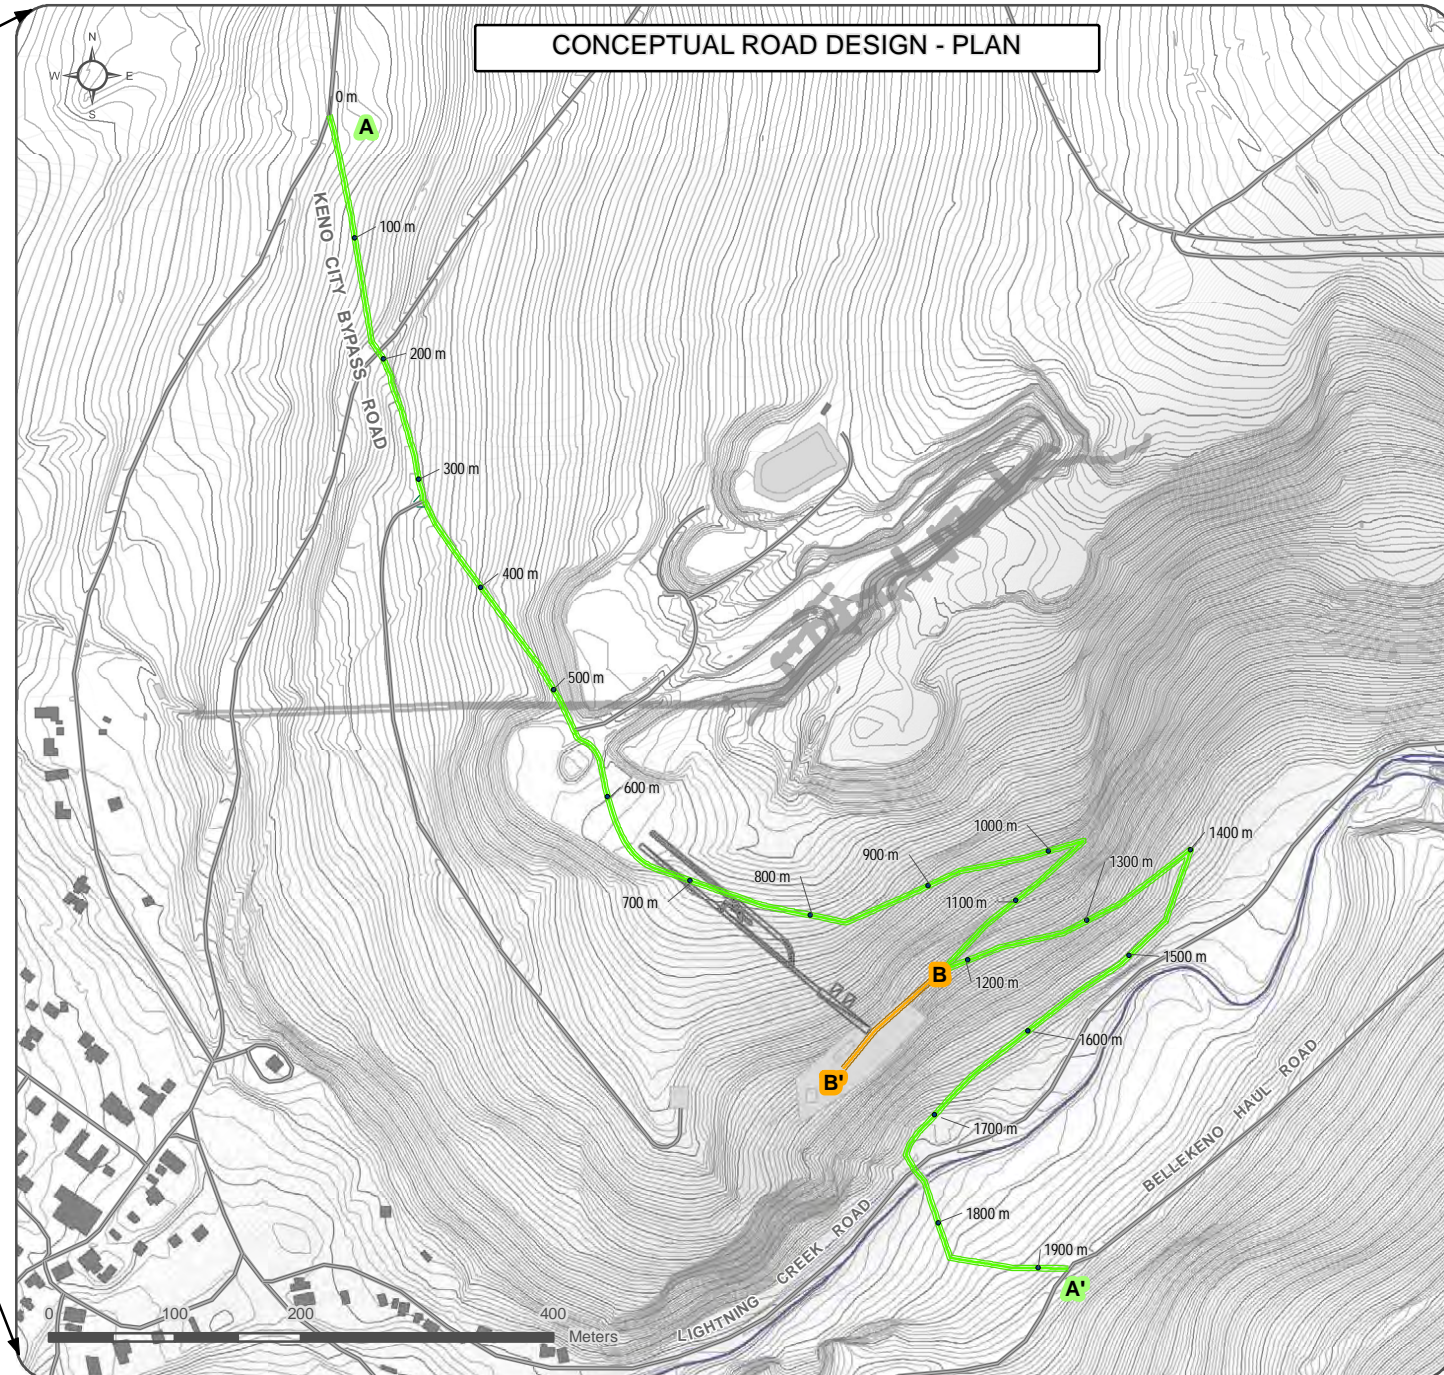 CONCEPTUAL ROAD DESIGN - PLAN
N
W E
S
0 m
A
KENO CITY BYPASS ROAD
100 m
200 m
300 m
400 m
500 m
600 m
700 m
800 m
900 m
1000 m
1100 m
1200 m
1300 m
1400 m
1500 m
1600 m
1700 m
1800 m
1900 m
B
B'
A'
BELLEKENO HAUL ROAD
LIGHTNING CREEK ROAD
0 100 200 400
Meters